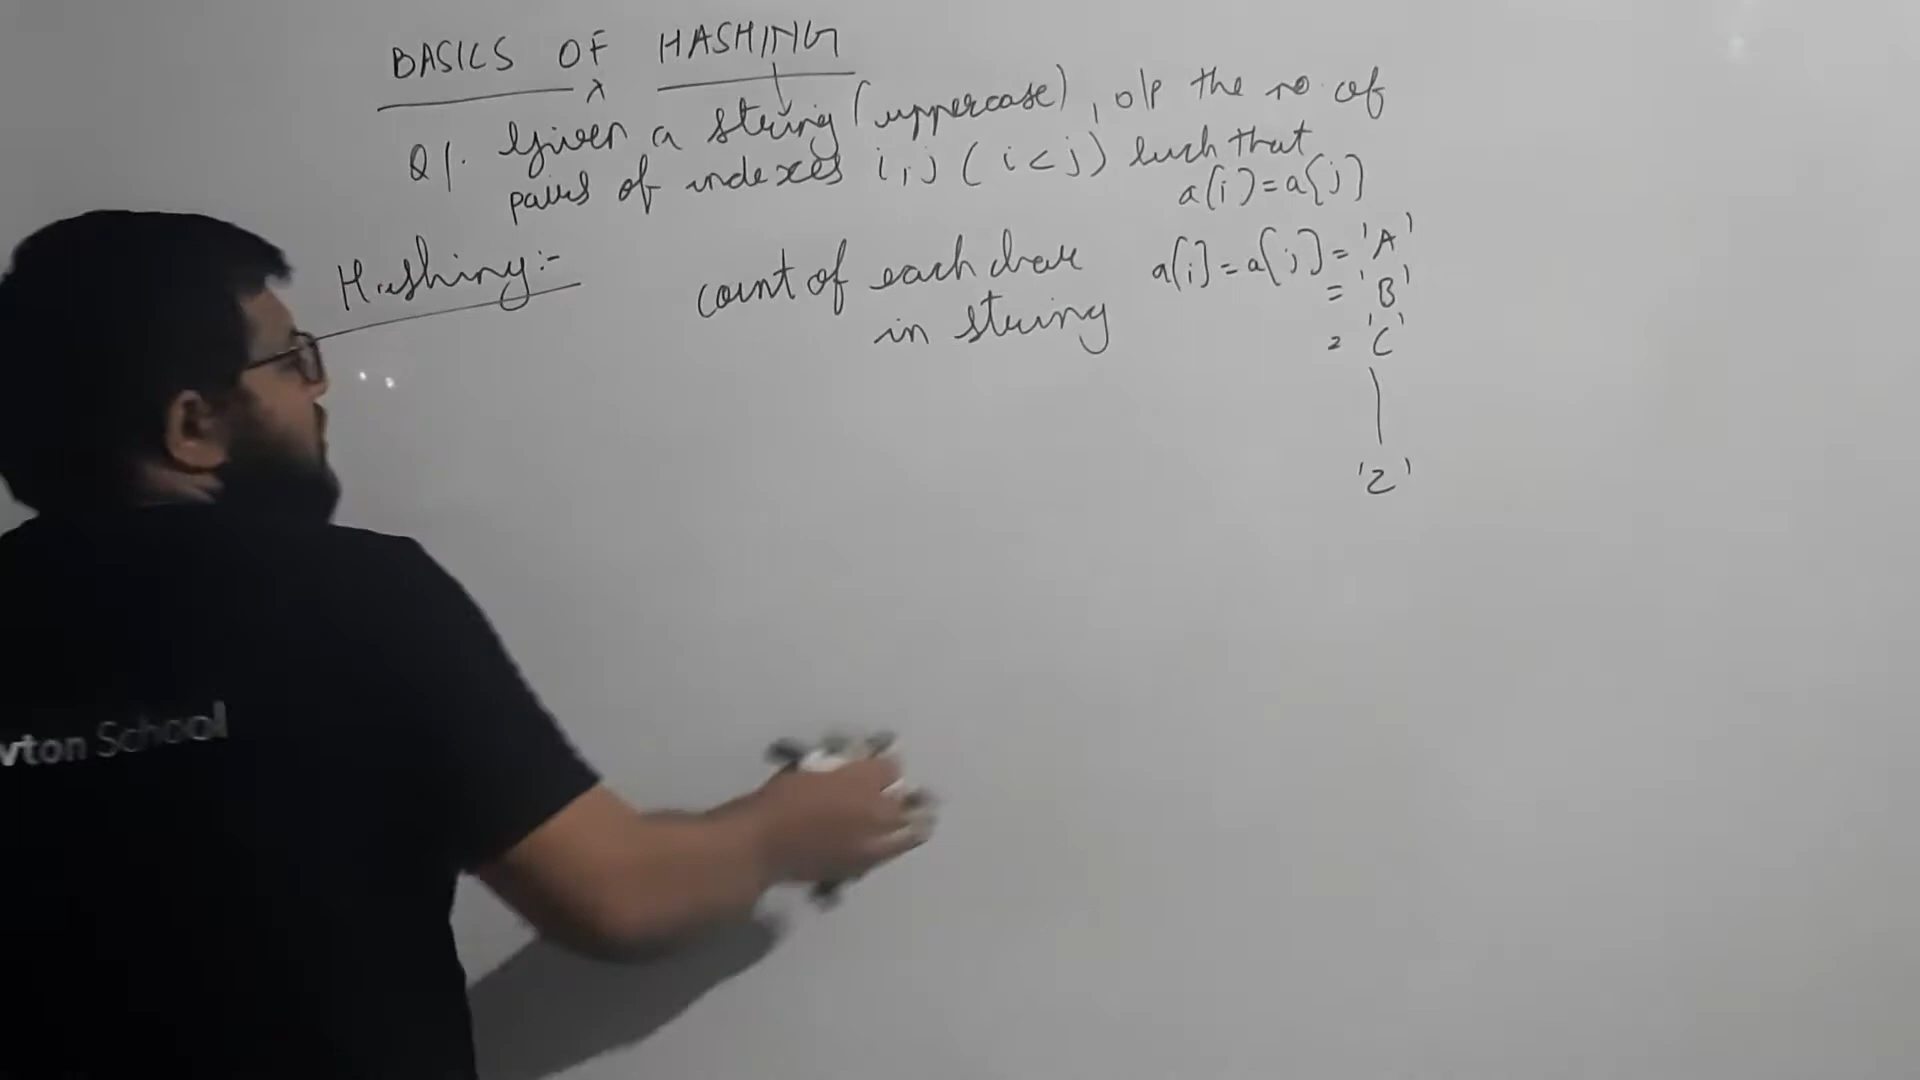 BASICS OF HASHING
Q1. Given a string (uppercase), o/p the no of
pairs of indexes i,j (i<j) such that
a[i]=a[j]
Hashing:-
count of each char
in string
a[i]=a[j]='A'
='B'
='C'
'Z'
wton School